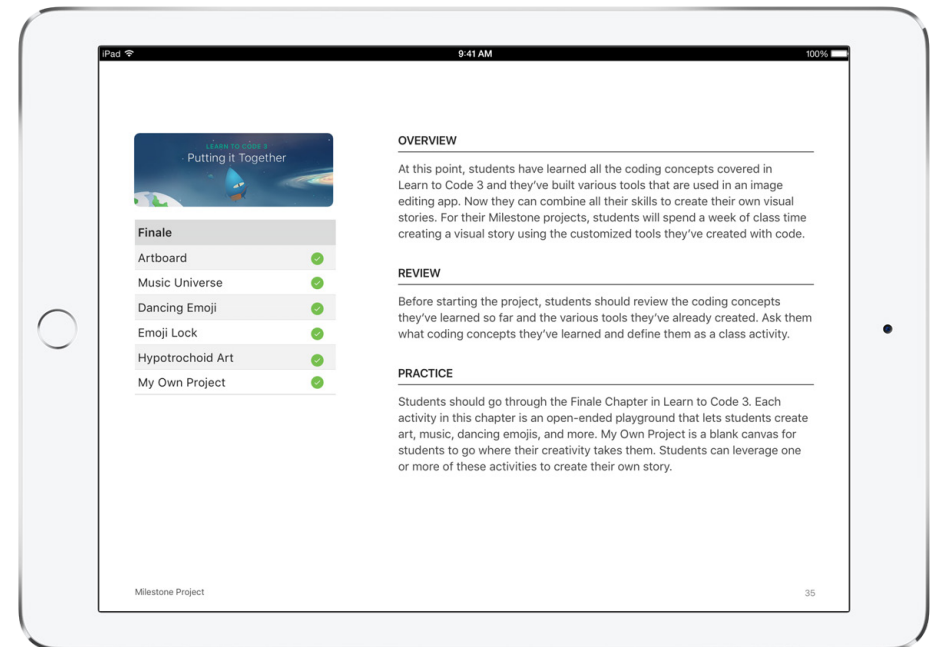 iPad
9:41 AM
100%
LEARN TO CODE 3
Putting it Together
Finale
Artboard
Music Universe
Dancing Emoji
Emoji Lock
Hypotrochoid Art
My Own Project
OVERVIEW
At this point, students have learned all the coding concepts covered in
Learn to Code 3 and they’ve built various tools that are used in an image
editing app. Now they can combine all their skills to create their own visual
stories. For their Milestone projects, students will spend a week of class time
creating a visual story using the customized tools they’ve created with code.
REVIEW
Before starting the project, students should review the coding concepts
they’ve learned so far and the various tools they’ve already created. Ask them
what coding concepts they’ve learned and define them as a class activity.
PRACTICE
Students should go through the Finale Chapter in Learn to Code 3. Each
activity in this chapter is an open-ended playground that lets students create
art, music, dancing emojis, and more. My Own Project is a blank canvas for
students to go where their creativity takes them. Students can leverage one
or more of these activities to create their own story.
Milestone Project
35